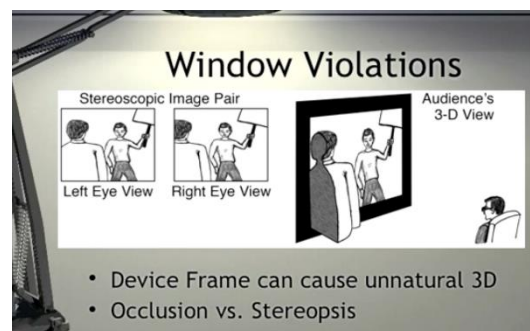 Window Violations
Stereoscopic Image Pair
Left Eye View Right Eye View
Audience's
3-D View
• Device Frame can cause unnatural 3D
• Occlusion vs. Stereopsis